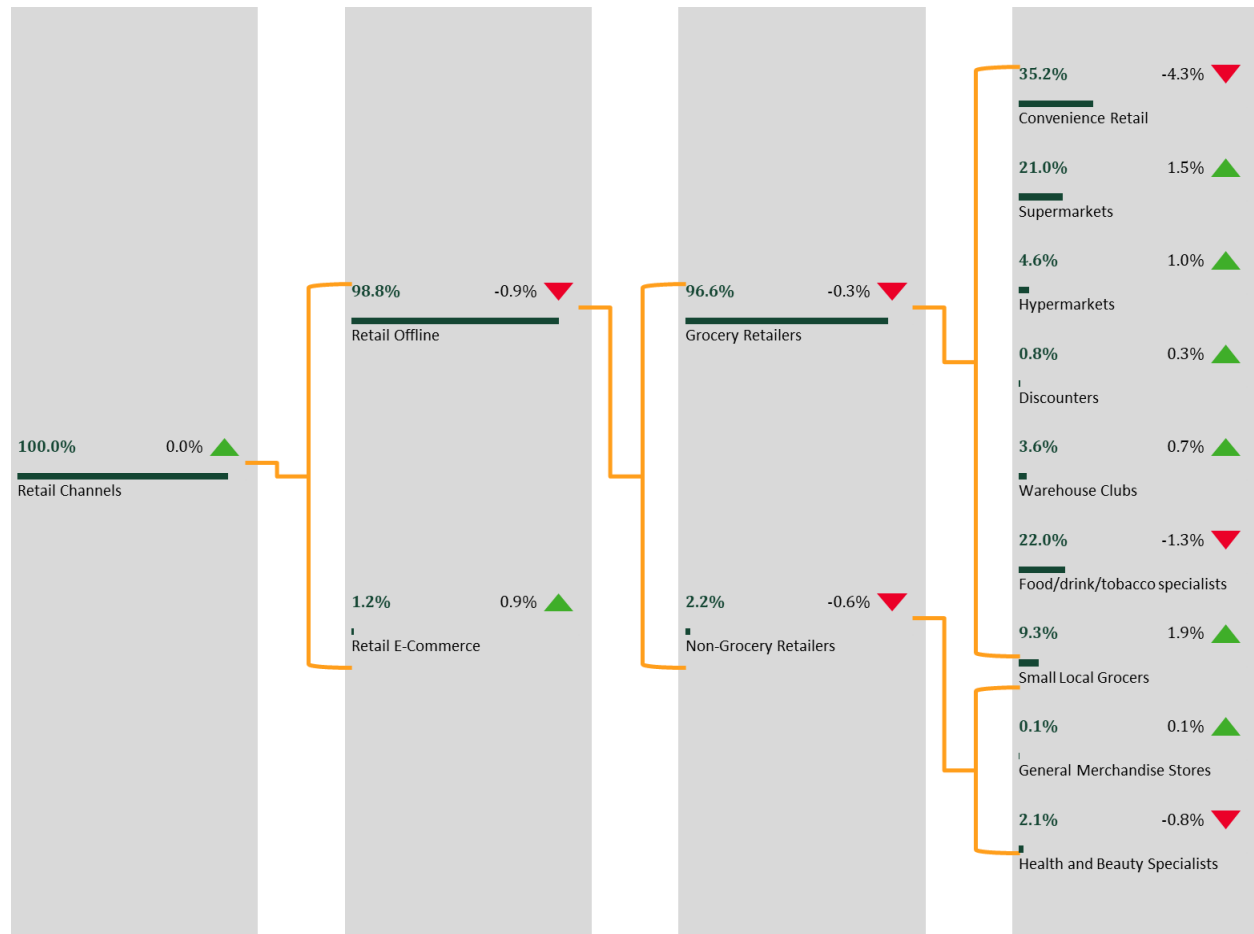 100.0% 0.0%
Retail Channels
98.8% -0.9%
Retail Offline
1.2% 0.9%
Retail E-Commerce
96.6% -0.3%
Grocery Retailers
2.2% -0.6%
Non-Grocery Retailers
35.2% -4.3%
Convenience Retail
21.0% 1.5%
Supermarkets
4.6% 1.0%
Hypermarkets
0.8% 0.3%
Discounters
3.6% 0.7%
Warehouse Clubs
22.0% -1.3%
Food/drink/tobacco specialists
9.3% 1.9%
Small Local Grocers
0.1% 0.1%
General Merchandise Stores
2.1% -0.8%
Health and Beauty Specialists